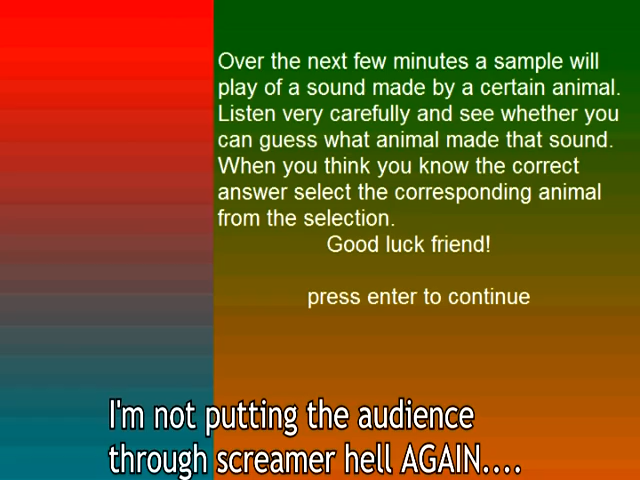 Over the next few minutes a sample will
play of a sound made by a certain animal.
Listen very carefully and see whether you
can guess what animal made that sound.
When you think you know the correct
answer select the corresponding animal
from the selection.
Good luck friend!
press enter to continue
I'm not putting the audience
through screamer hell AGAIN....